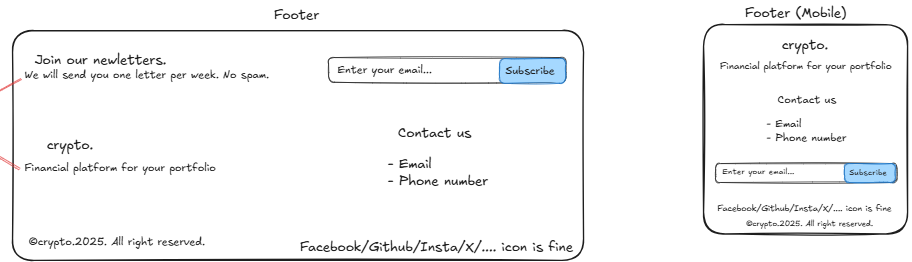 Footer
Join our newletters.
We will send you one letter per week. No spam.
Enter your email...
Subscribe
crypto.
Financial platform for your portfolio
Contact us
- Email
- Phone number
©crypto.2025. All right reserved.
Facebook/Github/Insta/X/.... icon is fine
Footer (Mobile)
crypto.
Financial platform for your portfolio
Contact us
- Email
- Phone number
Enter your email...
Subscribe
Facebook/Github/Insta/X/.... icon is fine
©crypto.2025. All right reserved.